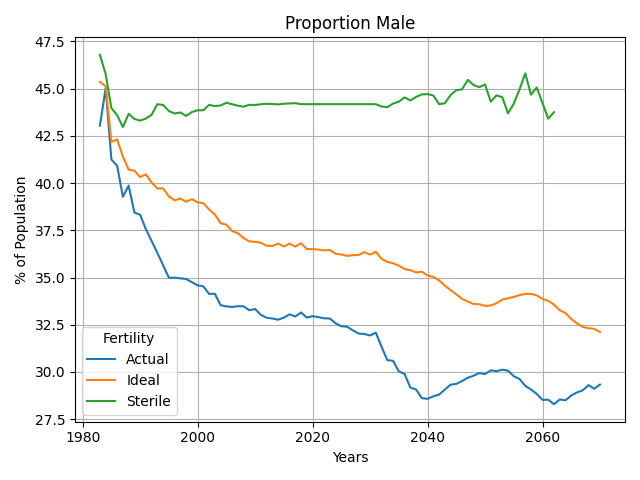 Proportion Male
47.5
45.0
42.5
40.0
37.5
35.0
32.5
30.0
27.5
% of Population
Fertility
Actual
Ideal
Sterile
1980
2000
2020
2040
2060
Years